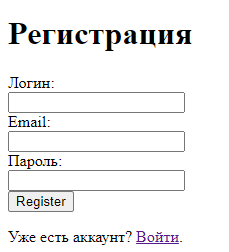 Регистрация
Логин:
Email:
Пароль:
Register
Уже есть аккаунт? Войти.